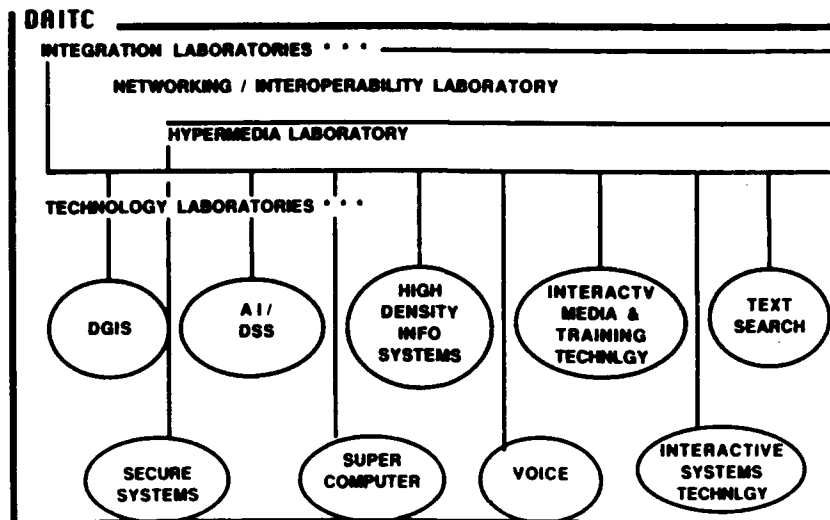 DAITC
INTEGRATION LABORATORIES • • •
NETWORKING / INTEROPERABILITY LABORATORY
HYPERMEDIA LABORATORY
TECHNOLOGY LABORATORIES • • •
DGIS
AI/
DSS
HIGH
DENSITY
INFO
SYSTEMS
INTERACTV
MEDIA &
TRAINING
TECHNLGY
TEXT
SEARCH
SECURE
SYSTEMS
SUPER
COMPUTER
VOICE
INTERACTIVE
SYSTEMS
TECHNLGY